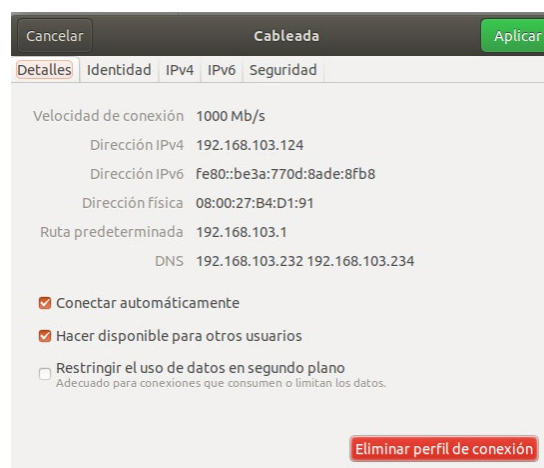 Cancelar Cableada Aplicar
Detalles Identidad IPv4 IPv6 Seguridad
Velocidad de conexión 1000 Mb/s
Dirección IPv4 192.168.103.124
Dirección IPv6 fe80::be3a:770d:8ade:8fb8
Dirección física 08:00:27:B4:D1:91
Ruta predeterminada 192.168.103.1
DNS 192.168.103.232 192.168.103.234
Conectar automáticamente
Hacer disponible para otros usuarios
Restringir el uso de datos en segundo plano
Adecuado para conexiones que consumen o limitan los datos.
Eliminar perfil de conexión